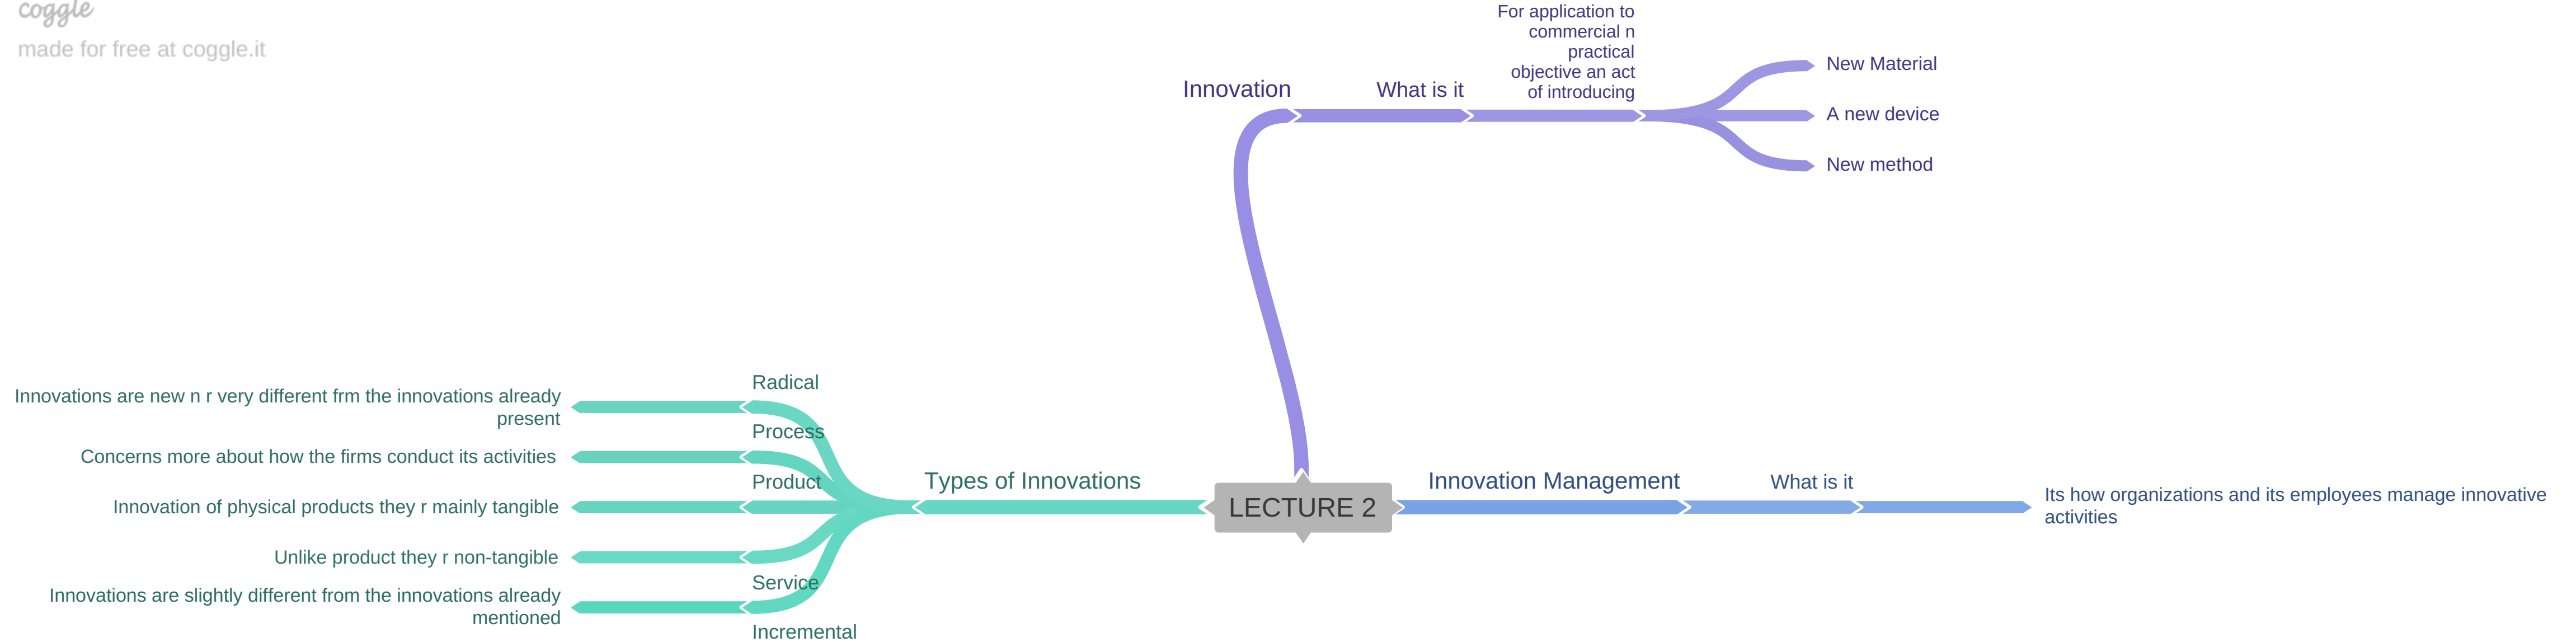 coggle
made for free at coggle.it
For application to
commercial n
practical
objective an act
of introducing
Innovation
What is it
New Material
A new device
New method
Radical
Innovations are new n r very different frm the innovations already
present
Process
Concerns more about how the firms conduct its activities
Product
Innovation of physical products they r mainly tangible
Unlike product they r non-tangible
Service
Innovations are slightly different from the innovations already
mentioned
Incremental
Types of Innovations
LECTURE 2
Innovation Management
What is it
Its how organizations and its employees manage innovative
activities